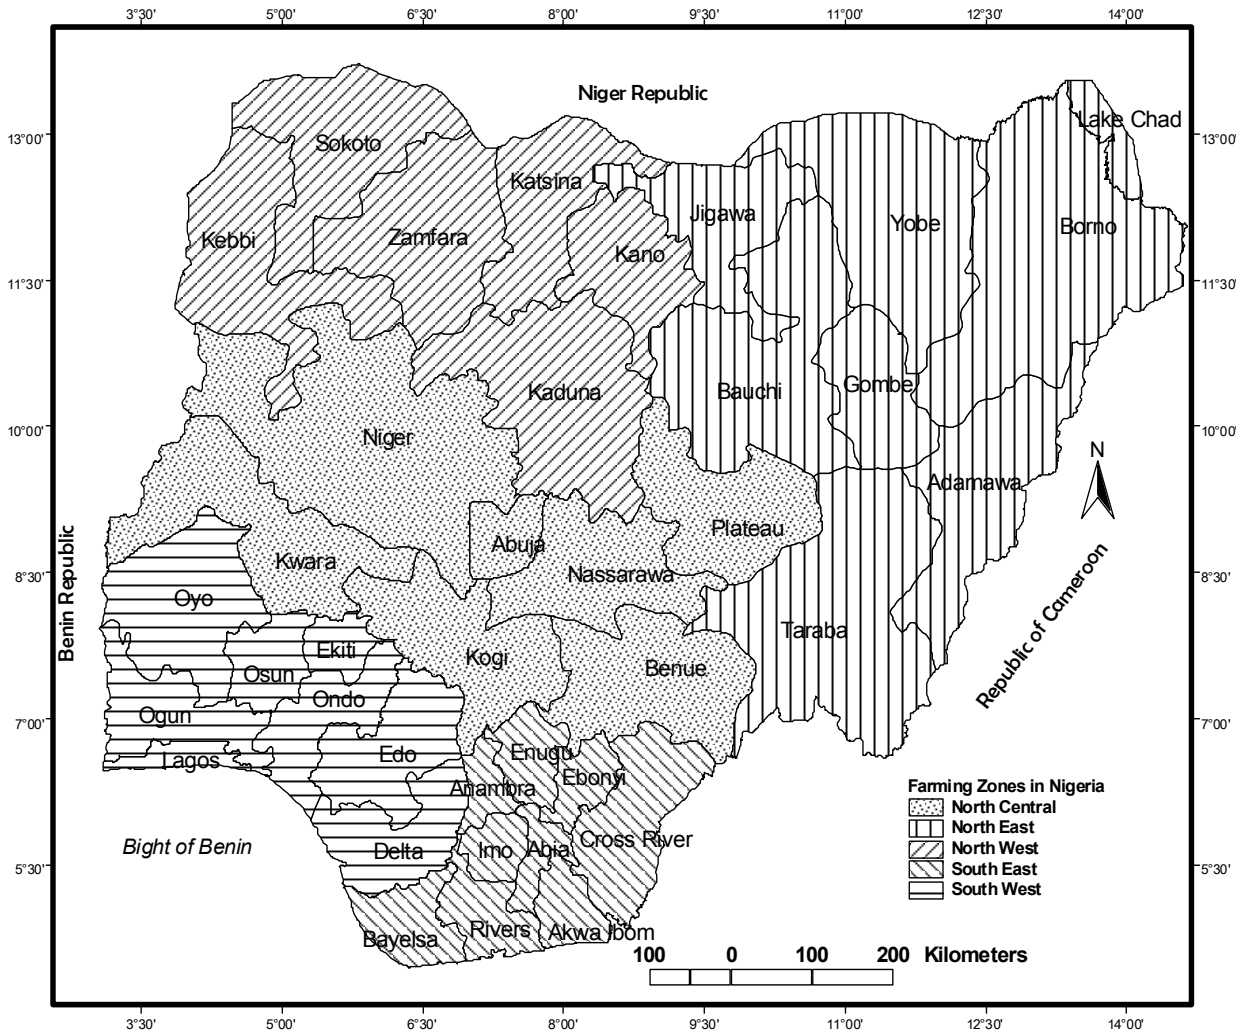 3°30' 5°00' 6°30' 8°00' 9°30' 11°00' 12°30' 14°00'
Niger Republic
Lake Chad
13°00' 13°00'
Sokoto
Katsina
Jigawa
Yobe
Borno
Kebbi
Zamfara
Kano
11°30' 11°30'
Kaduna
Bauchi
Gombe
10°00' 10°00'
Niger
N
Adamawa
Plateau
Abuja
Kwara
Nassarawa
8°30' 8°30'
Benin Republic
Republic of Cameroon
Oyo
Taraba
Ekiti
Kogi
Benue
Osun
Ondo
Ogun
7°00' 7°00'
Lagos
Edo
Enugu
Ebonyi
Anambra
Farming Zones in Nigeria
North Central
North East
North West
South East
South West
Bight of Benin
Delta
Imo
Abia
Cross River
5°30' 5°30'
Bayelsa
Rivers
Akwa Ibom
100 0 100 200 Kilometers
3°30' 5°00' 6°30' 8°00' 9°30' 11°00' 12°30' 14°00'